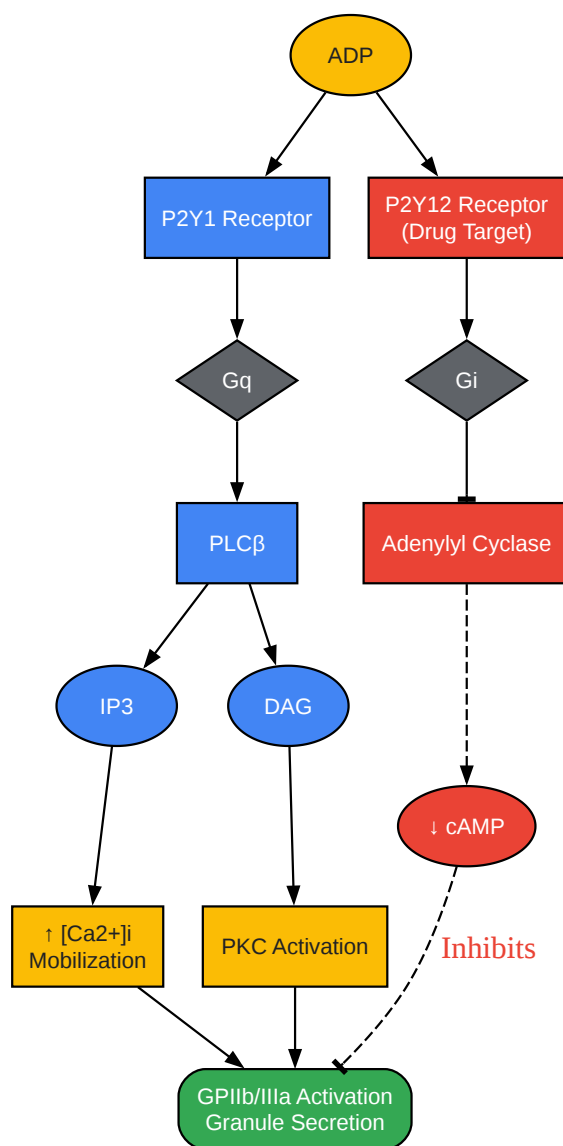 ADP
P2Y1 Receptor
P2Y12 Receptor
(Drug Target)
Gq
Gi
PLCβ
Adenylyl Cyclase
IP3
DAG
↓ cAMP
↑ [Ca2+]i
Mobilization
PKC Activation
Inhibits
GPIIb/IIIa Activation
Granule Secretion